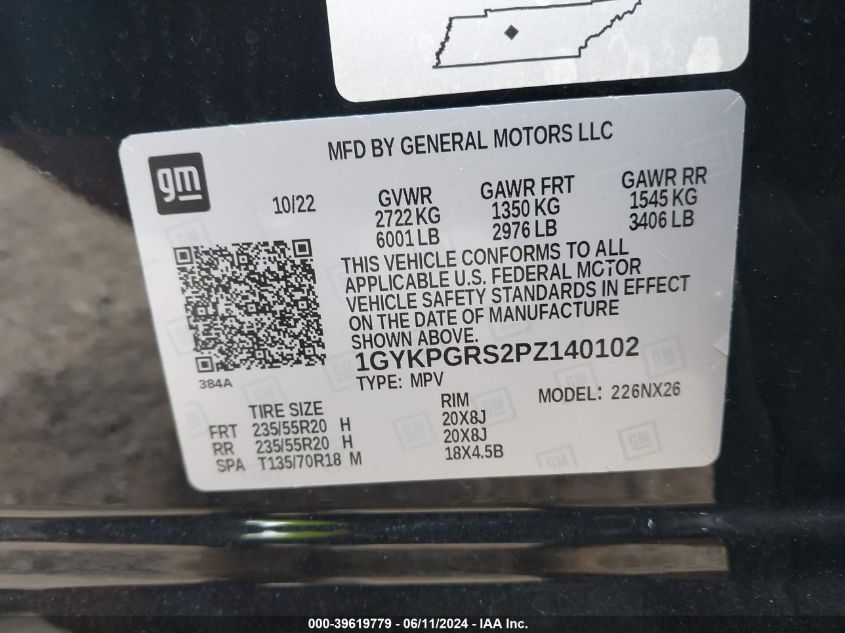 MFD BY GENERAL MOTORS LLC
gm
10/22
GVWR GAWR FRT GAWR RR
2722 KG 1350 KG 1545 KG
6001 LB 2976 LB 3406 LB
THIS VEHICLE CONFORMS TO ALL
APPLICABLE U.S. FEDERAL MOTOR
VEHICLE SAFETY STANDARDS IN EFFECT
ON THE DATE OF MANUFACTURE
SHOWN ABOVE.
1GYKPGRS2PZ140102
384A
TYPE: MPV
MODEL: 226NX26
TIRE SIZE RIM
FRT 235/55R20 H 20X8J
RR 235/55R20 H 20X8J
SPA T135/70R18 M 18X4.5B
000-39619779 - 06/11/2024 - IAA Inc.